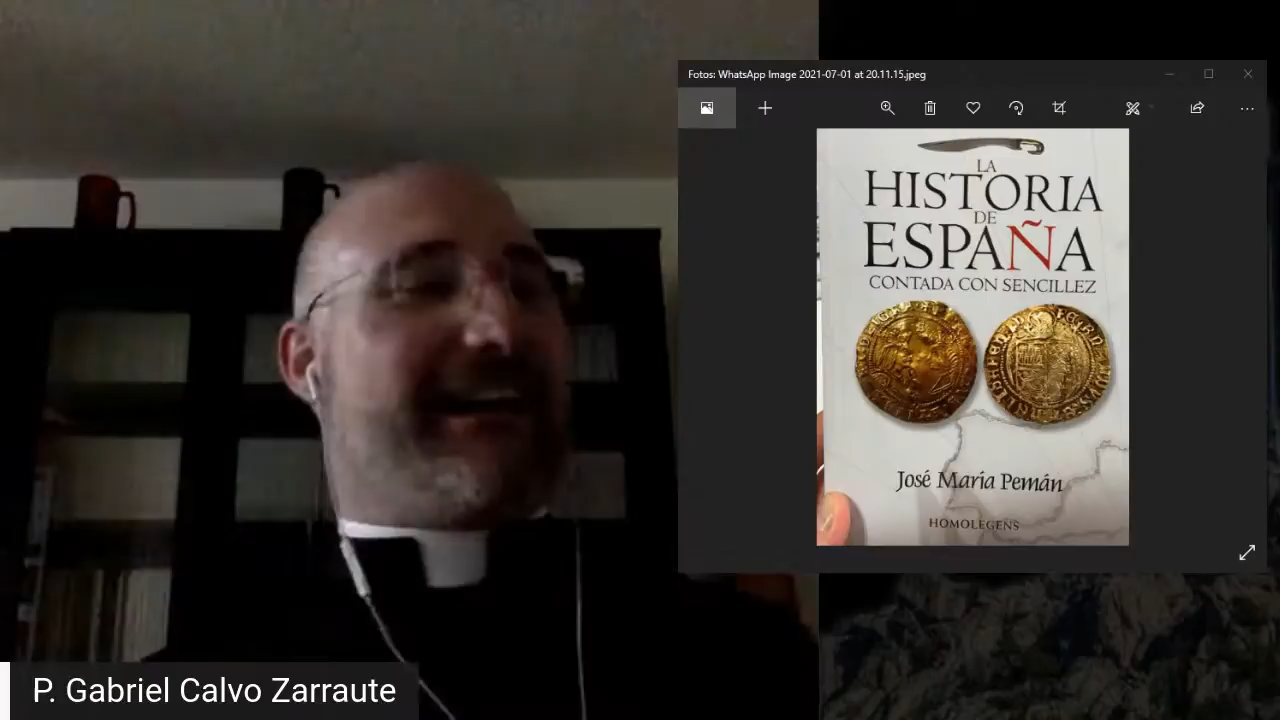 Fotos: WhatsApp Image 2021-07-01 at 20.11.15.jpeg
LA
HISTORIA
DE
ESPAÑA
CONTADA CON SENCILLEZ
José María Pemán
HOMOLEGENS
P. Gabriel Calvo Zarraute